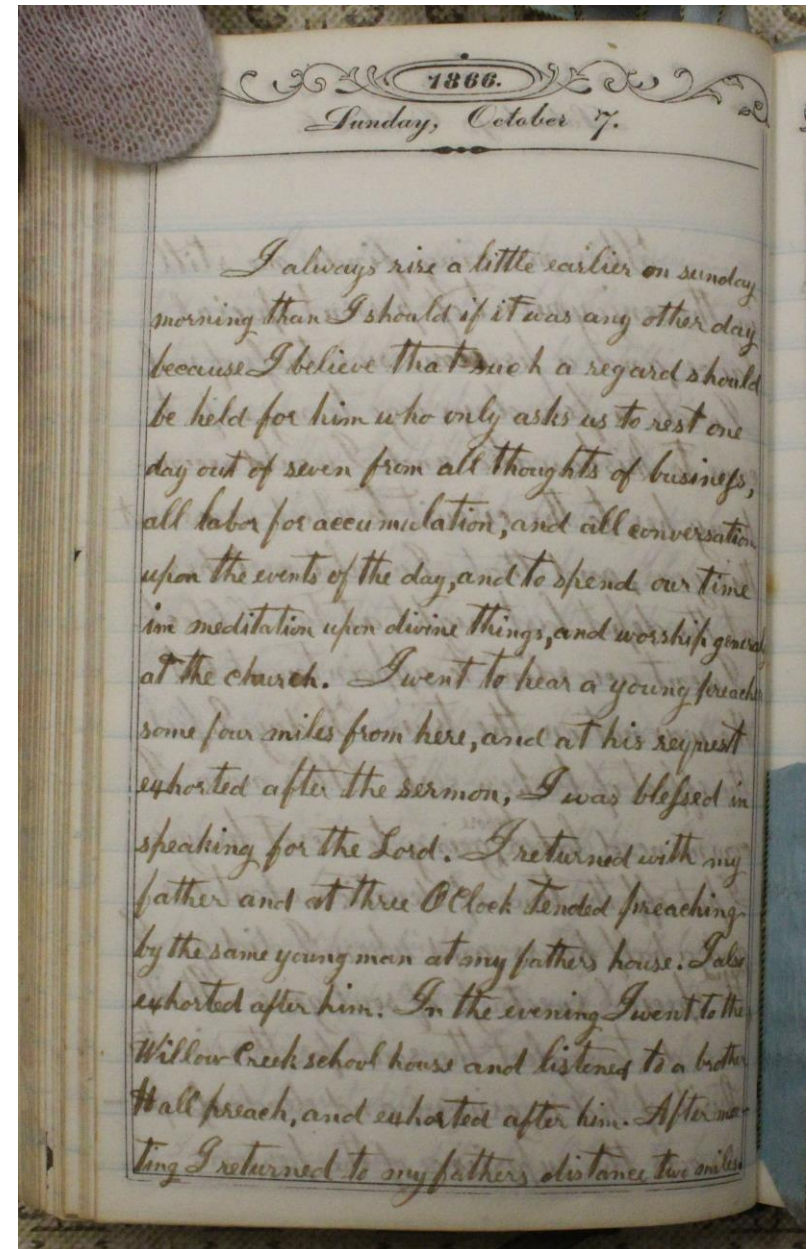 1866.
Sunday, October 7.
I always rise a little earlier on sunday
morning than I should if it was any other day
because I believe that such a regard should
be held for him who only asks us to rest one
day out of seven from all thoughts of business,
all labor for accumulation, and all conversation
upon the events of the day, and to spend our time
im meditation upon divine things, and worship general
at the church. I went to hear a young preacher
some four miles from here, and at his request
exhorted after the sermon, I was blessed in
speaking for the Lord. I returned with my
father and at three OClock tended preaching
by the same young man at my fathers house. I also
exhorted after him. In the evening I went to the
Willow Creek school house and listened to a brother
Hall preach, and exhorted after him. After mee-
ting I returned to my fathers distance two miles.